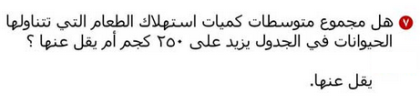 ٧ هل مجموع متوسطات كميات استهلاك الطعام التي تتناولها
الحيوانات في الجدول يزيد على ٢٥٠ كجم أم يقل عنها ؟
يقل عنها.